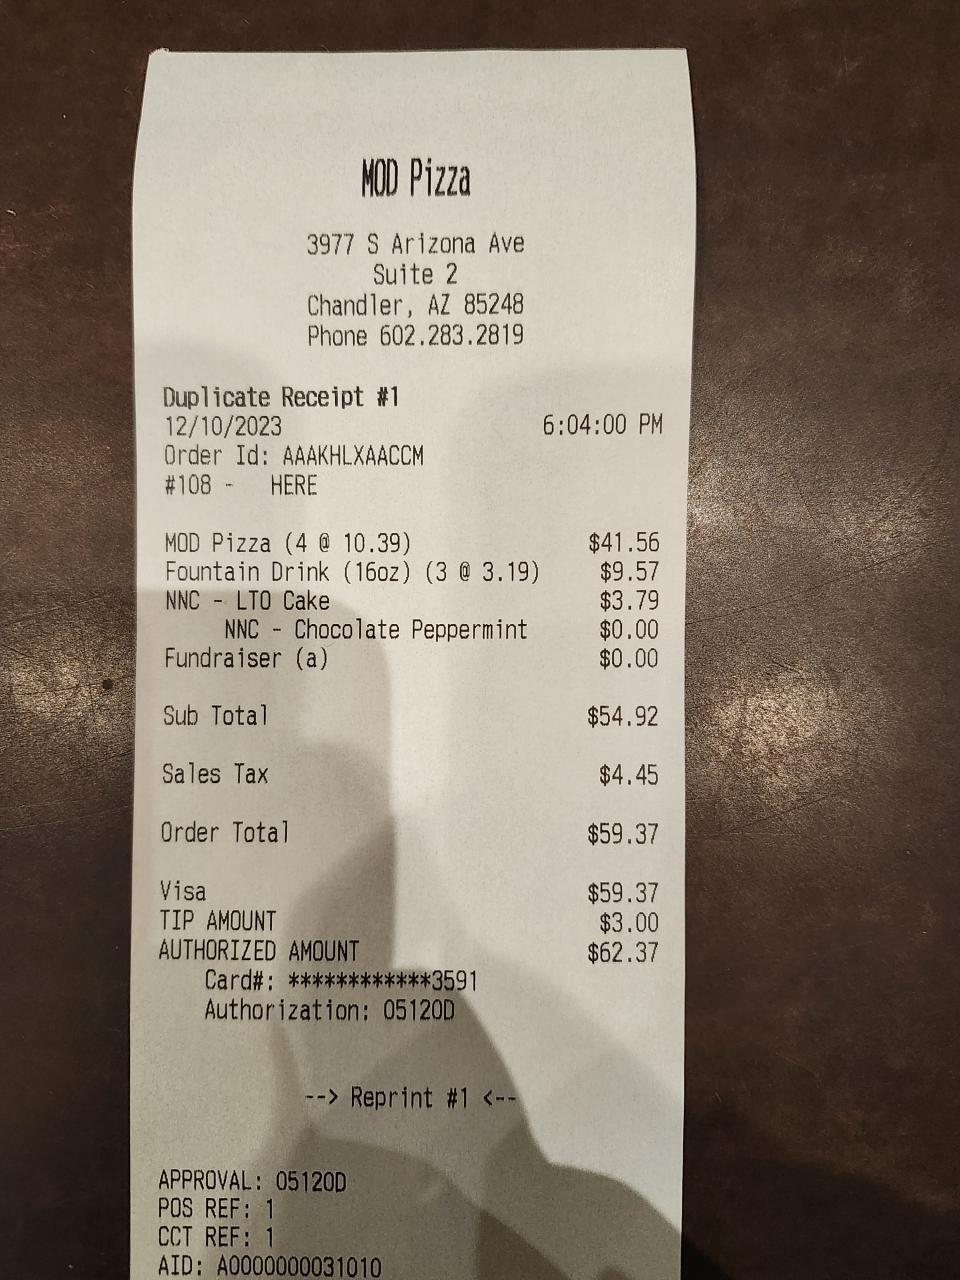 MOD Pizza
3977 S Arizona Ave
Suite 2
Chandler, AZ 85248
Phone 602.283.2819
Duplicate Receipt #1
12/10/2023 6:04:00 PM
Order Id: AAAKHLXAACCM
#108 - HERE
MOD Pizza (4 @ 10.39) $41.56
Fountain Drink (16oz) (3 @ 3.19) $9.57
NNC - LTO Cake $3.79
NNC - Chocolate Peppermint $0.00
Fundraiser (a) $0.00
Sub Total $54.92
Sales Tax $4.45
Order Total $59.37
Visa $59.37
TIP AMOUNT $3.00
AUTHORIZED AMOUNT $62.37
Card#: ************3591
Authorization: 05120D
--> Reprint #1 <--
APPROVAL: 05120D
POS REF: 1
CCT REF: 1
AID: A0000000031010